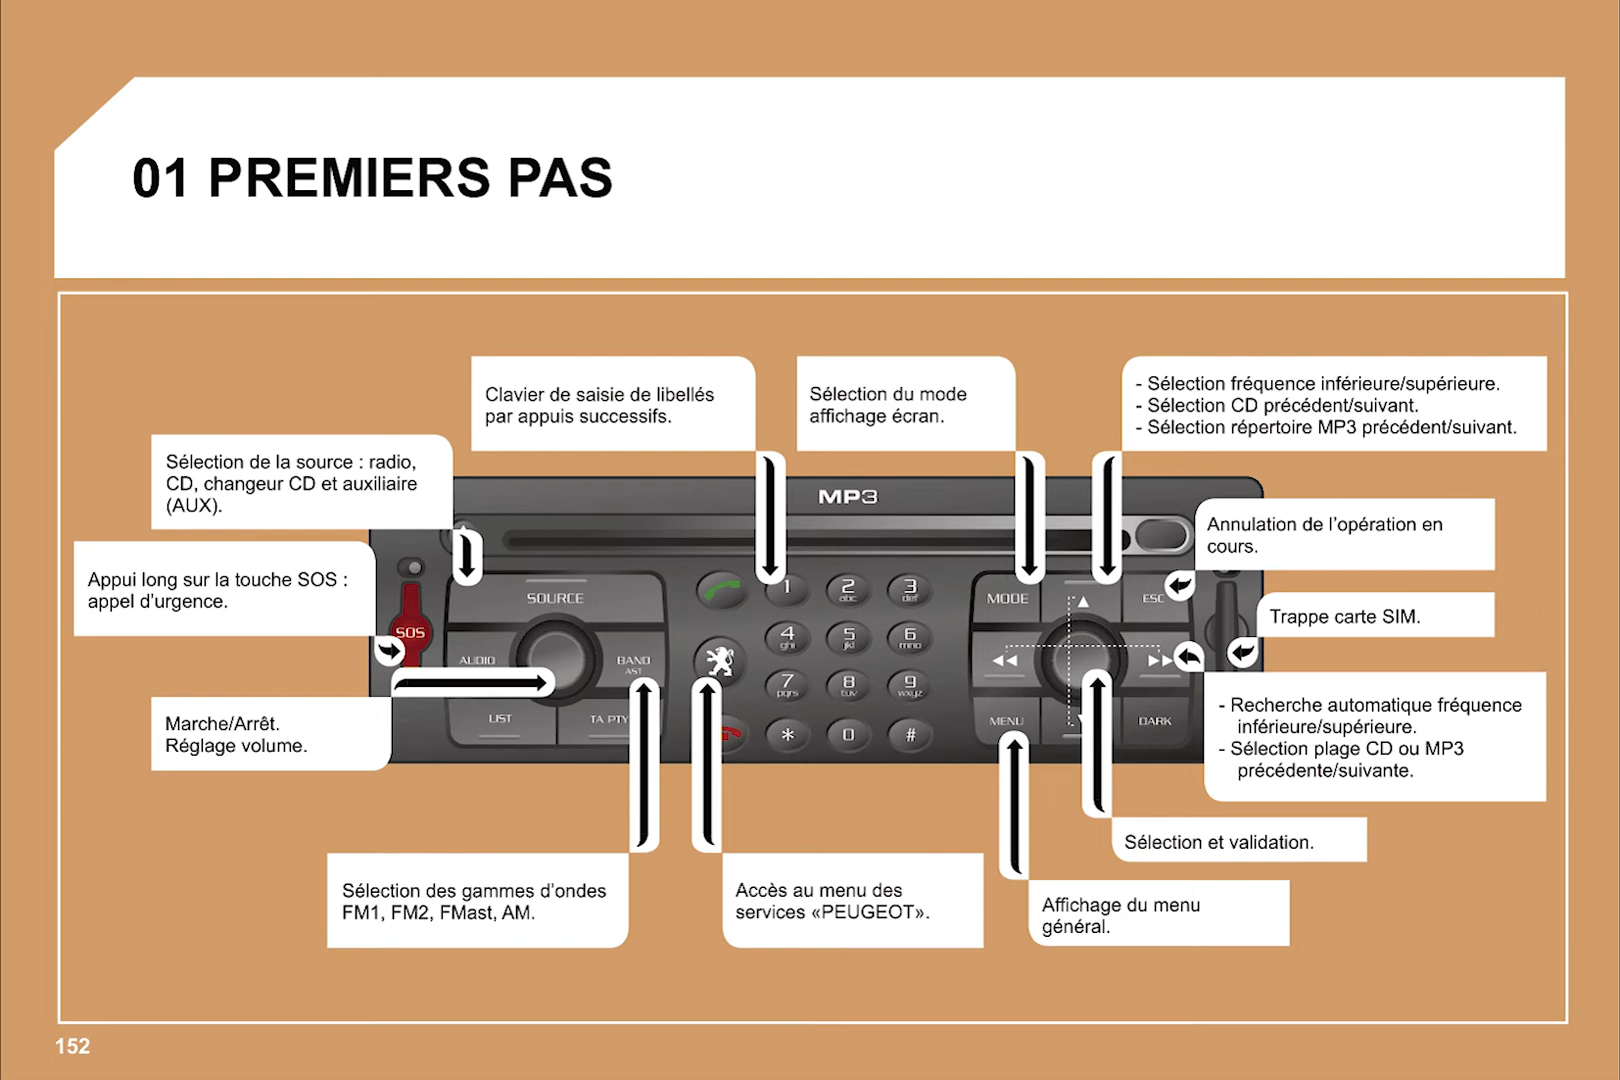 01 PREMIERS PAS
Clavier de saisie de libellés
par appuis successifs.
Sélection du mode
affichage écran.
- Sélection fréquence inférieure/supérieure.
- Sélection CD précédent/suivant.
- Sélection répertoire MP3 précédent/suivant.
Sélection de la source : radio,
CD, changeur CD et auxiliaire
(AUX).
Annulation de l'opération en
cours.
Appui long sur la touche SOS :
appel d'urgence.
Trappe carte SIM.
MP3
SOURCE
SOS
AUDIO
BAND
AST
LIST
TA PTY
1
2
abc
3
def
4
ghi
5
jkl
6
mno
7
pqrs
8
tuv
9
wxyz
*
0
#
MODE
ESC
MENU
DARK
Marche/Arrêt.
Réglage volume.
- Recherche automatique fréquence
inférieure/supérieure.
- Sélection plage CD ou MP3
précédente/suivante.
Sélection et validation.
Sélection des gammes d'ondes
FM1, FM2, FMast, AM.
Accès au menu des
services «PEUGEOT».
Affichage du menu
général.
152